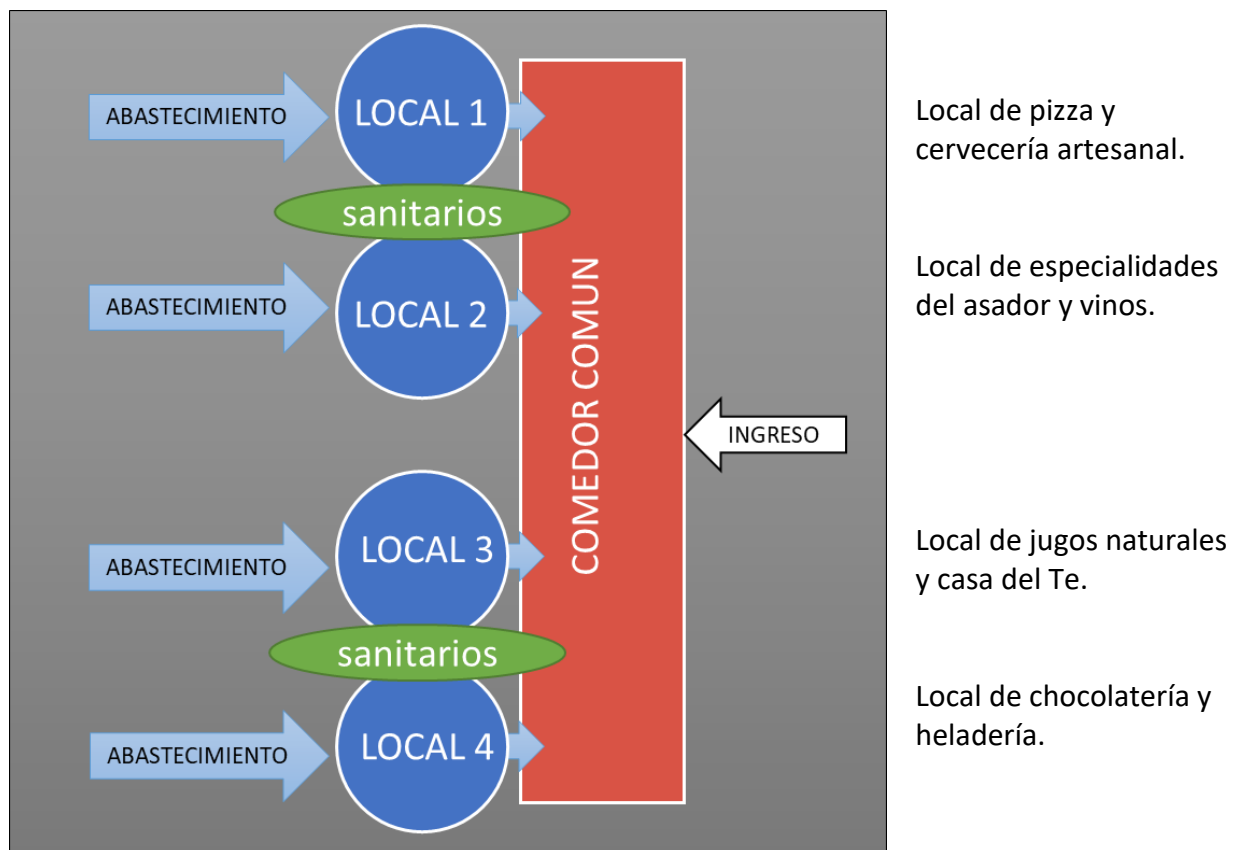 ABASTECIMIENTO
LOCAL 1
Local de pizza y
cervecería artesanal.
sanitarios
ABASTECIMIENTO
LOCAL 2
Local de especialidades
del asador y vinos.
COMEDOR COMUN
INGRESO
ABASTECIMIENTO
LOCAL 3
Local de jugos naturales
y casa del Te.
sanitarios
ABASTECIMIENTO
LOCAL 4
Local de chocolatería y
heladería.